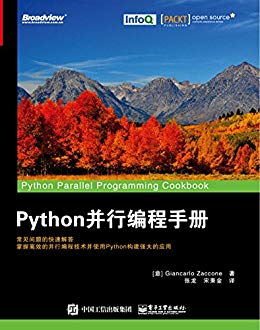 Broadview
www.broadview.com.cn
InfoQ
[PACKT]
PUBLISHING
open source
Python Parallel Programming Cookbook
Python并行编程手册
常见问题的快速解答
掌握高效的并行编程技术并使用Python构建强大的应用
[意] Giancarlo Zaccone 著
张龙 宋秉金 译
中国工信出版集团
电子工业出版社